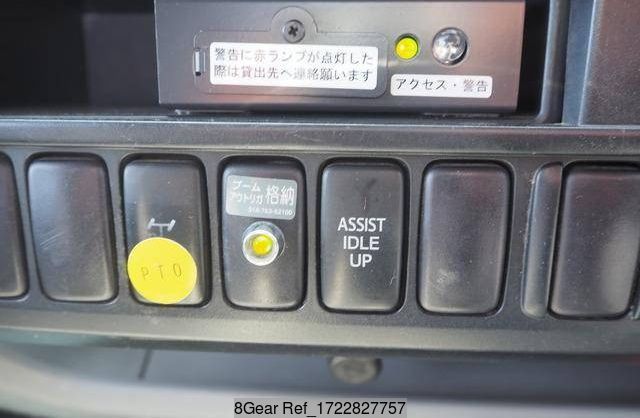 警告に赤ランプが点灯した
際は貸出先へ連絡願います
アクセス・警告
ブーム
アウトリガ 格納
ASSIST
IDLE
UP
PTO
8Gear Ref_1722827757